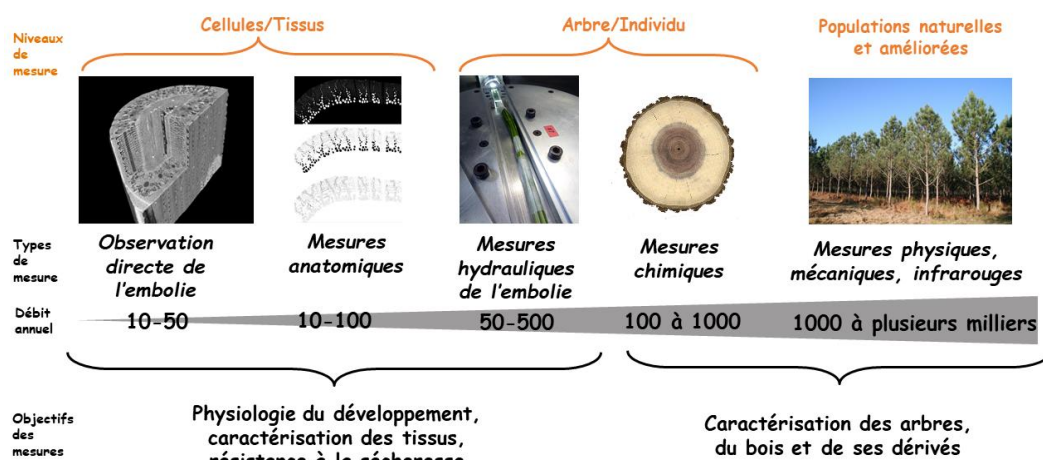 Niveaux
de
mesure
Cellules/Tissus
Arbre/Individu
Populations naturelles
et améliorées
Types
de
mesure
Observation
directe de
l'embolie
Mesures
anatomiques
Mesures
hydrauliques
de l'embolie
Mesures
chimiques
Mesures physiques,
mécaniques, infrarouges
Débit
annuel
10-50
10-100
50-500
100 à 1000
1000 à plusieurs milliers
Objectifs
des
mesures
Physiologie du développement,
caractérisation des tissus,
résistance à la sécheresse
Caractérisation des arbres,
du bois et de ses dérivés